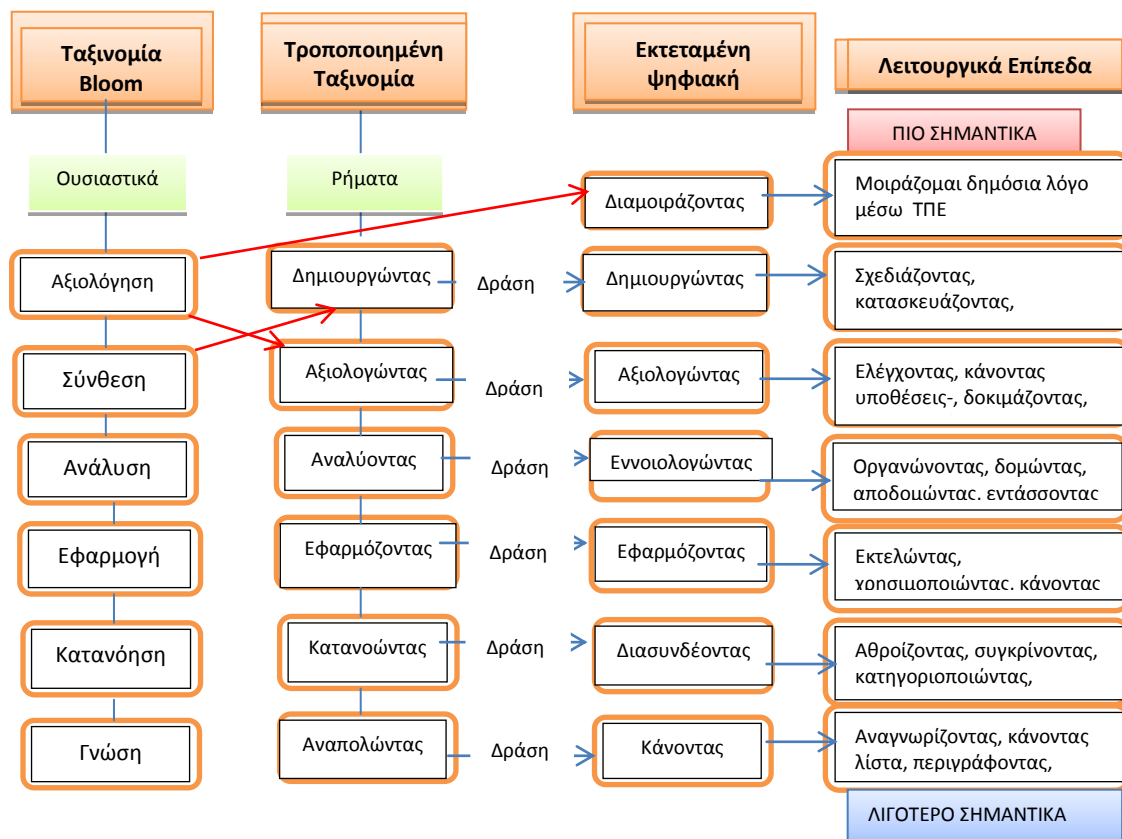 Ταξινομία
Bloom
Τροποποιημένη
Ταξινομία
Εκτεταμένη
ψηφιακή
Λειτουργικά Επίπεδα
ΠΙΟ ΣΗΜΑΝΤΙΚΑ
Ουσιαστικά
Ρήματα
Διαμοιράζοντας
Μοιράζομαι δημόσια λόγο
μέσω ΤΠΕ
Αξιολόγηση
Δημιουργώντας
Δράση
Δημιουργώντας
Σχεδιάζοντας,
κατασκευάζοντας,
Σύνθεση
Αξιολογώντας
Δράση
Αξιολογώντας
Ελέγχοντας, κάνοντας
υποθέσεις-, δοκιμάζοντας,
Ανάλυση
Αναλύοντας
Δράση
Εννοιολογώντας
Οργανώνοντας, δομώντας,
αποδομώντας, εντάσσοντας
Εφαρμογή
Εφαρμόζοντας
Δράση
Εφαρμόζοντας
Εκτελώντας,
χρησιμοποιώντας, κάνοντας
Κατανόηση
Κατανοώντας
Δράση
Διασυνδέοντας
Αθροίζοντας, συγκρίνοντας,
κατηγοριοποιώντας,
Γνώση
Αναπολώντας
Δράση
Κάνοντας
Αναγνωρίζοντας, κάνοντας
λίστα, περιγράφοντας,
ΛΙΓΟΤΕΡΟ ΣΗΜΑΝΤΙΚΑ